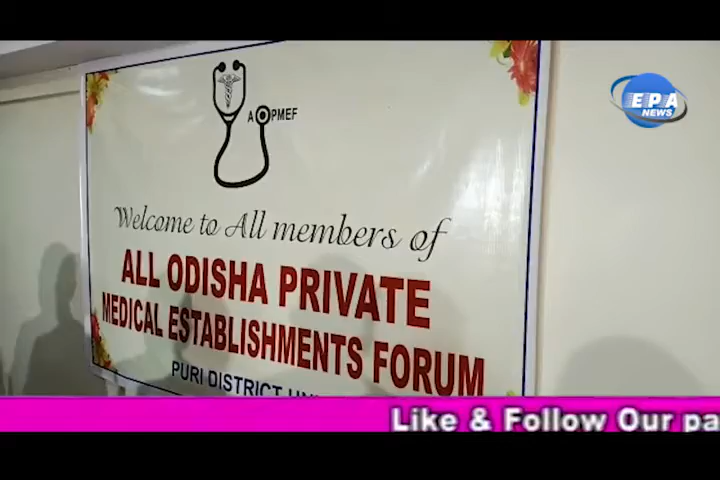 EPA
NEWS
AOPMEF
Welcome to All members of
ALL ODISHA PRIVATE
MEDICAL ESTABLISHMENTS FORUM
PURI DISTRICT
Like & Follow Our